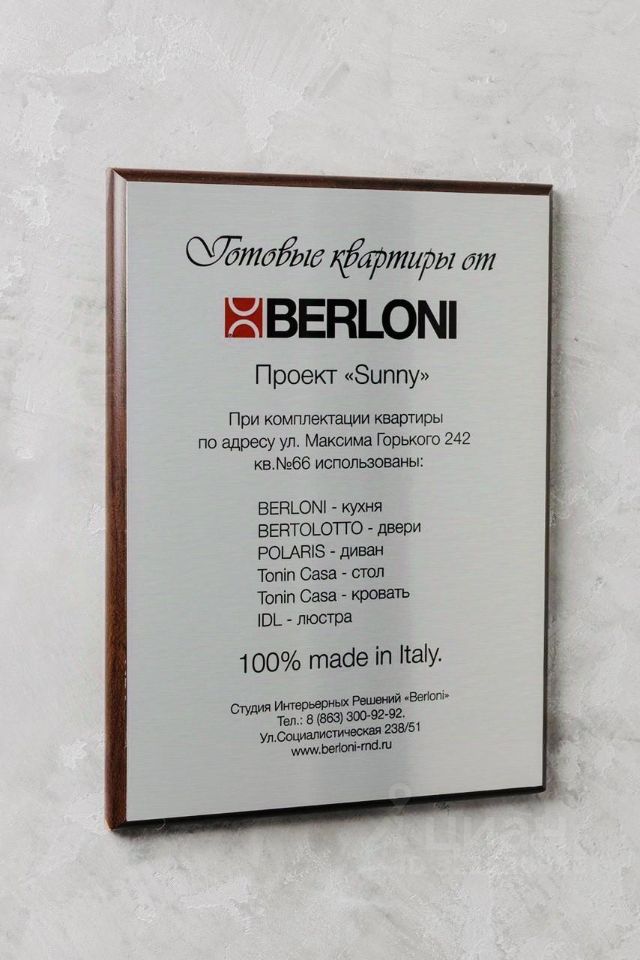 Готовые квартиры от
BERLONI
Проект «Sunny»
При комплектации квартиры
по адресу ул. Максима Горького 242
кв.№66 использованы:
BERLONI - кухня
BERTOLOTTO - двери
POLARIS - диван
Tonin Casa - стол
Tonin Casa - кровать
IDL - люстра
100% made in Italy.
Студия Интерьерных Решений «Berloni»
Тел.: 8 (863) 300-92-92.
Ул.Социалистическая 238/51
www.berloni-rnd.ru
циан